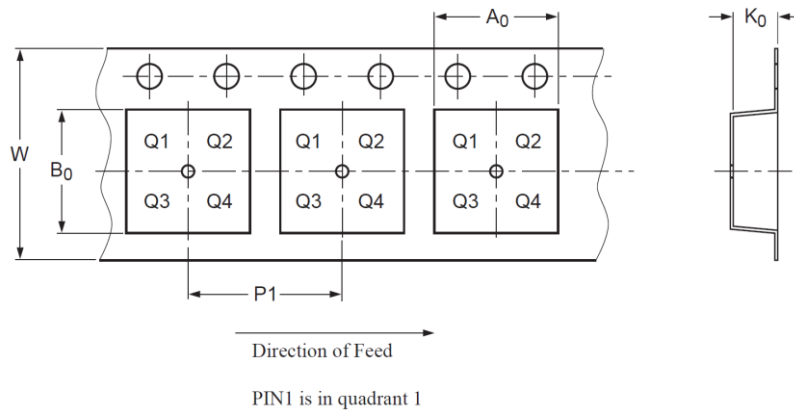 A0
K0
W
B0
Q1 Q2 Q1 Q2 Q1 Q2
Q3 Q4 Q3 Q4 Q3 Q4
P1
Direction of Feed
PIN1 is in quadrant 1